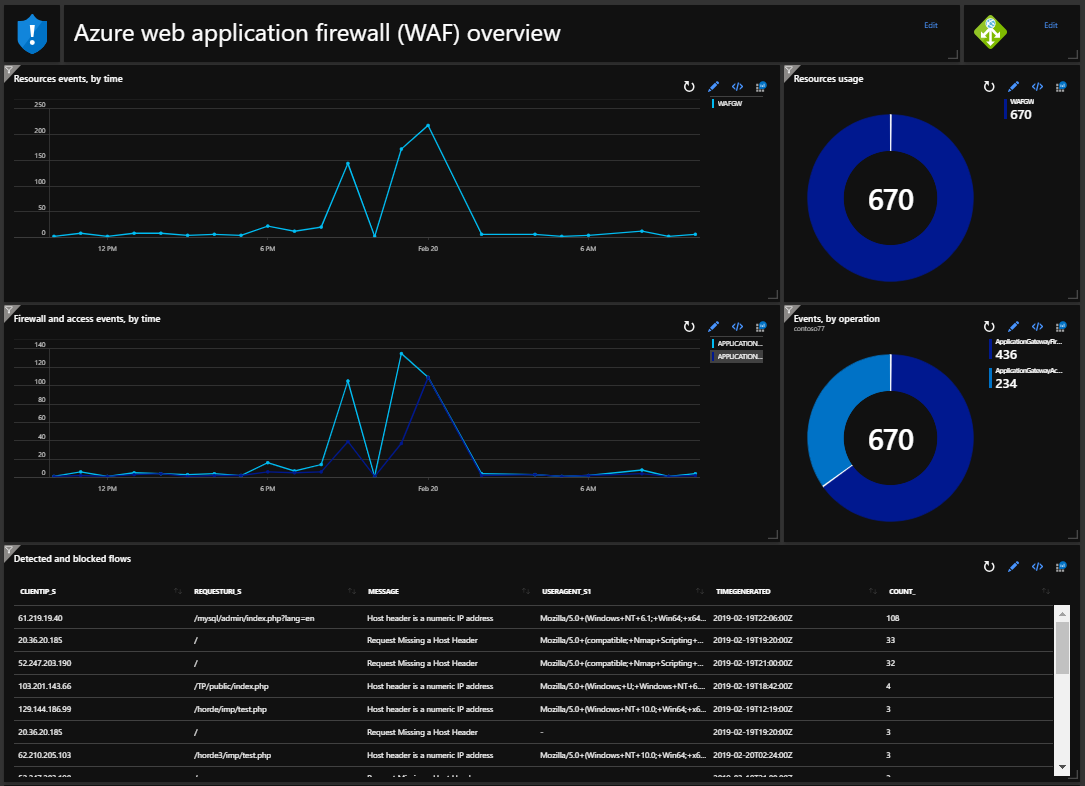 Azure web application firewall (WAF) overview
Edit
Edit
Resources events, by time
WAFGW
250
200
150
100
50
0
12 PM
6 PM
Feb 20
6 AM
Resources usage
WAFGW
670
670
Firewall and access events, by time
APPLICATION...
APPLICATION...
140
120
100
80
60
40
20
0
12 PM
6 PM
Feb 20
6 AM
Events, by operation
contoso77
ApplicationGatewayFir...
436
ApplicationGatewayAc...
234
670
Detected and blocked flows
CLIENTIP_S REQUESTURI_S MESSAGE USERAGENT_S1 TIMEGENERATED COUNT_
61.219.19.40 /mysql/admin/index.php?lang=en Host header is a numeric IP address Mozilla/5.0+(Windows+NT+6.1;+Win64;+x64... 2019-02-19T22:06:00Z 108
20.36.20.185 / Request Missing a Host Header Mozilla/5.0+(compatible;+Nmap+Scripting+... 2019-02-19T19:20:00Z 33
52.247.203.190 / Request Missing a Host Header Mozilla/5.0+(compatible;+Nmap+Scripting+... 2019-02-19T21:00:00Z 32
103.201.143.66 /TP/public/index.php Host header is a numeric IP address Mozilla/5.0+(Windows;+U;+Windows+NT+6.... 2019-02-19T18:42:00Z 4
129.144.186.99 /horde/imp/test.php Host header is a numeric IP address Mozilla/5.0+(Windows+NT+10.0;+Win64;+x6... 2019-02-19T12:19:00Z 3
20.36.20.185 / Request Missing a Host Header - 2019-02-19T19:20:00Z 3
62.210.205.103 /horde3/imp/test.php Host header is a numeric IP address Mozilla/5.0+(Windows+NT+10.0;+Win64;+x6... 2019-02-20T02:24:00Z 3